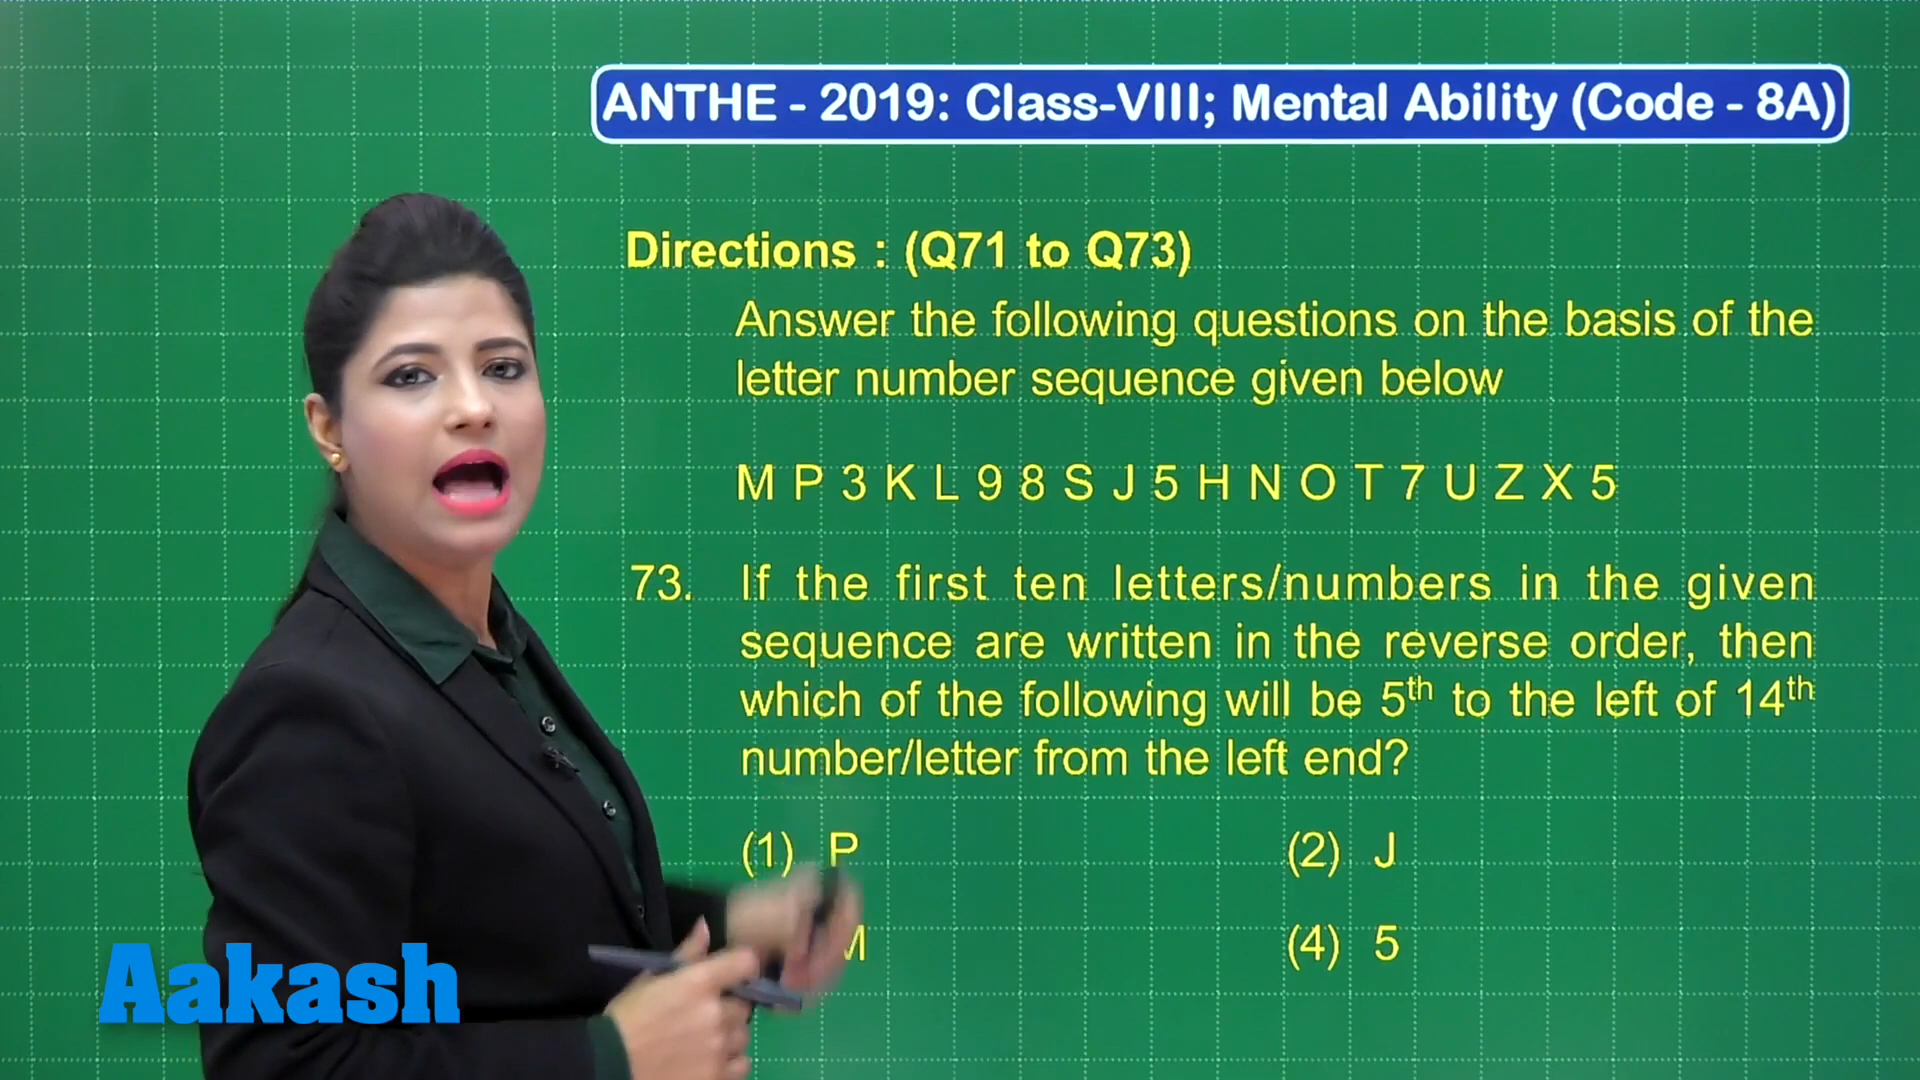 ANTHE - 2019: Class-VIII; Mental Ability (Code - 8A)
Directions : (Q71 to Q73)
Answer the following questions on the basis of the
letter number sequence given below
M P 3 K L 9 8 S J 5 H N O T 7 U Z X 5
73. If the first ten letters/numbers in the given
sequence are written in the reverse order, then
which of the following will be 5th to the left of 14th
number/letter from the left end?
(1) P (2) J
M (4) 5
Aakash